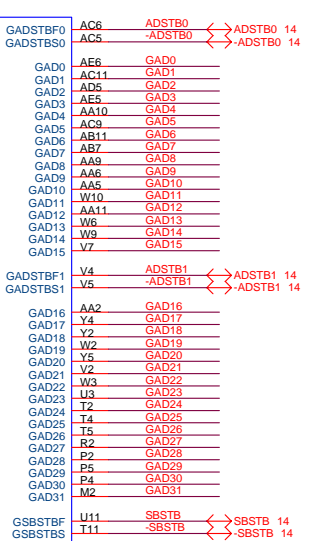 GADSTBF0 AC6 ADSTB0 ADSTB0 14
GADSTBS0 AC5 -ADSTB0 -ADSTB0 14
GAD0 AE6 GAD0
GAD1 AC11 GAD1
GAD2 AD5 GAD2
GAD3 AE5 GAD3
GAD4 AA10 GAD4
GAD5 AC9 GAD5
GAD6 AB11 GAD6
GAD7 AB7 GAD7
GAD8 AA9 GAD8
GAD9 AA6 GAD9
GAD10 AA5 GAD10
GAD11 W10 GAD11
GAD12 AA11 GAD12
GAD13 W6 GAD13
GAD14 W9 GAD14
GAD15 V7 GAD15
GADSTBF1 V4 ADSTB1 ADSTB1 14
GADSTBS1 V5 -ADSTB1 -ADSTB1 14
GAD16 AA2 GAD16
GAD17 Y4 GAD17
GAD18 Y2 GAD18
GAD19 W2 GAD19
GAD20 Y5 GAD20
GAD21 V2 GAD21
GAD22 W3 GAD22
GAD23 U3 GAD23
GAD24 T2 GAD24
GAD25 T4 GAD25
GAD26 T5 GAD26
GAD27 R2 GAD27
GAD28 P2 GAD28
GAD29 P5 GAD29
GAD30 P4 GAD30
GAD31 M2 GAD31
GSBSTBF U11 SBSTB SBSTB 14
GSBSTBS T11 -SBSTB -SBSTB 14